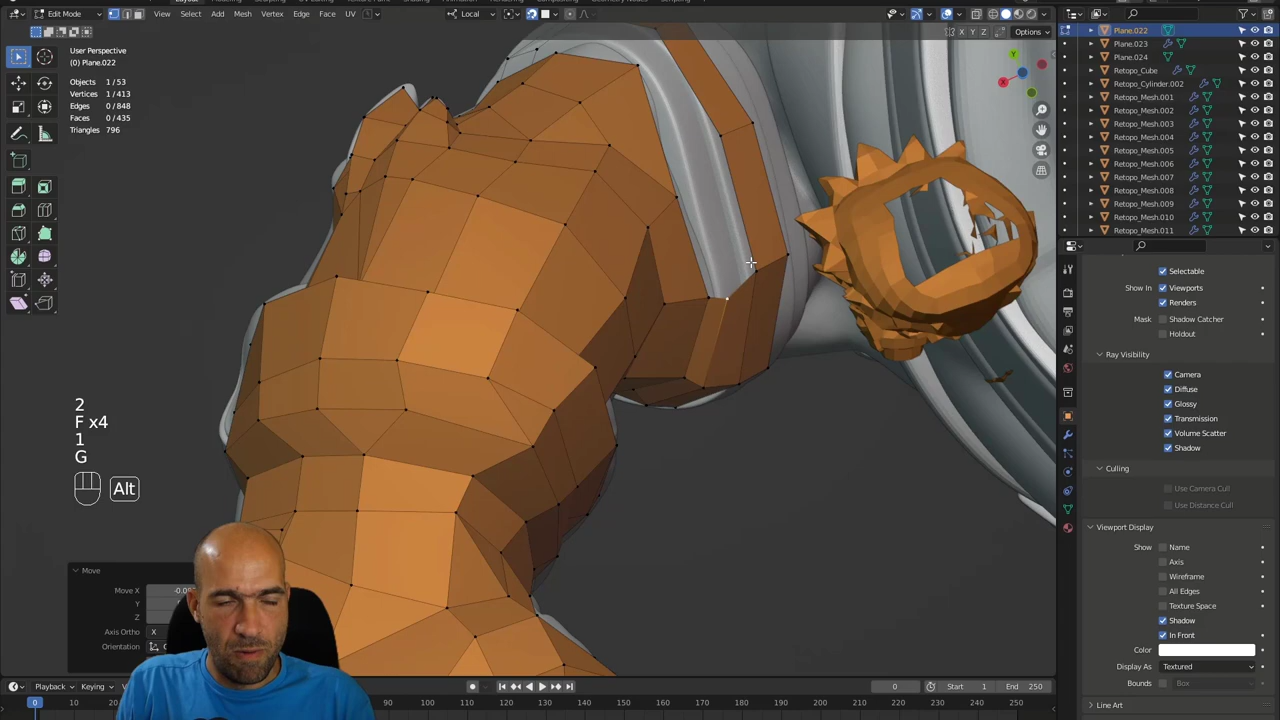 Edit Mode
View Select Add Mesh Vertex Edge Face UV
Local
X Y Z Options
User Perspective
(0) Plane.022
Objects 1/53
Vertices 1/413
Edges 0/848
Faces 0/435
Triangles 796
Y
X
Z
2
F x4
1
G
Alt
Move
Move X -0.0
Y
Z
Axis Ortho X
Orientation
Plane.022
Plane.023
Plane.024
Retopo_Cube
Retopo_Cylinder.002
Retopo_Mesh.001
Retopo_Mesh.002
Retopo_Mesh.003
Retopo_Mesh.004
Retopo_Mesh.005
Retopo_Mesh.006
Retopo_Mesh.007
Retopo_Mesh.008
Retopo_Mesh.009
Retopo_Mesh.010
Retopo_Mesh.011
Selectable
Show In Viewports
Renders
Mask Shadow Catcher
Holdout
Ray Visibility
Camera
Diffuse
Glossy
Transmission
Volume Scatter
Shadow
Culling
Use Camera Cull
Use Distance Cull
Viewport Display
Show Name
Axis
Wireframe
All Edges
Texture Space
Shadow
In Front
Color
Display As Textured
Bounds Box
Line Art
Playback Keying
0 Start 1 End 250
0
100 110 120 130 140 150 160 170 180 190 200 210 220 230 240 250